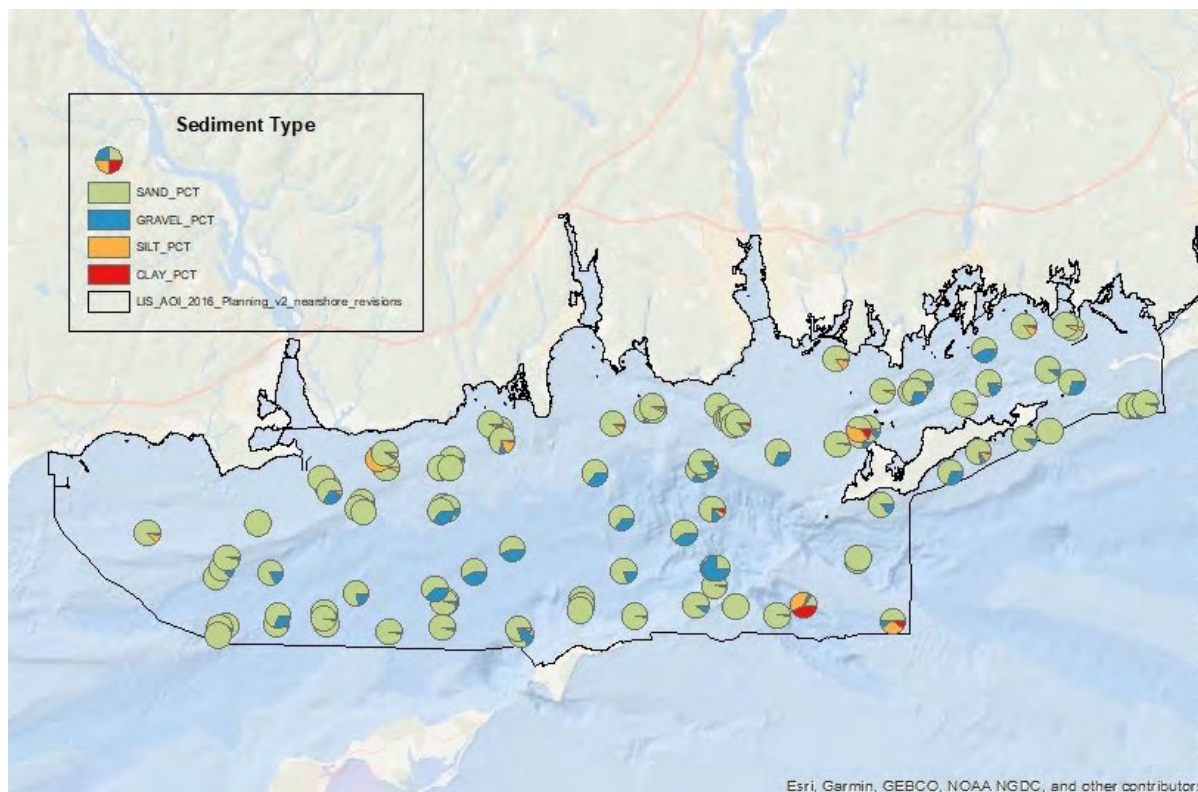 Sediment Type
SAND_PCT
GRAVEL_PCT
SILT_PCT
CLAY_PCT
LIS_AOI_2016_Planning_v2_nearshore_revisions
Esri, Garmin, GEBCO, NOAA NGDC, and other contributors